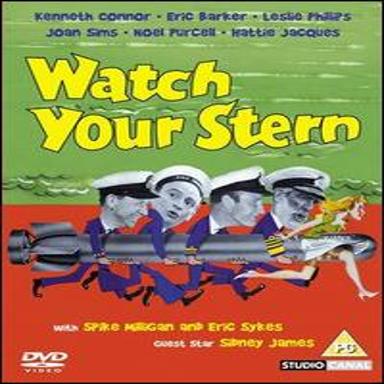 Kenneth Connor • Eric Barker • Leslie Phillips
Joan Sims • Noel Purcell • Hattie Jacques
Watch
Your Stern
With Spike Milligan and Eric Sykes
Guest Star Sidney James
DVD
VIDEO
PG
STUDIO CANAL